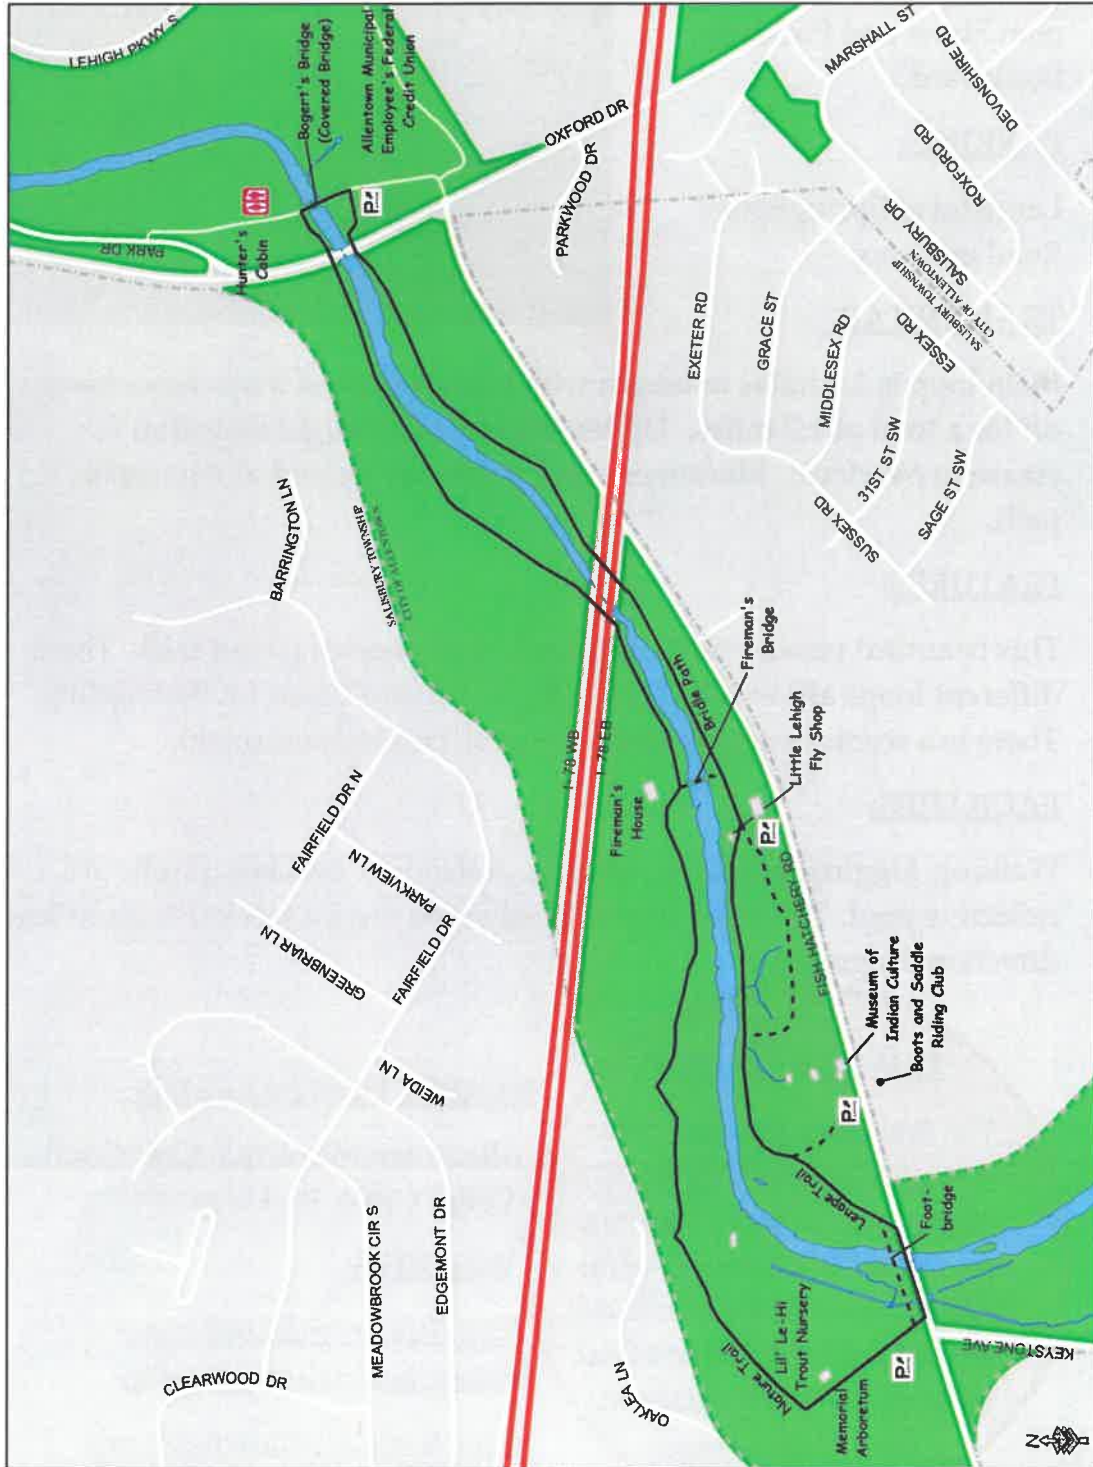 LEHIGH PKWY S
Bogert's Bridge
(Covered Bridge)
Allentown Municipal
Employee's Federal
Credit Union
MARSHALL ST
DEVONSHIRE RD
OXFORD DR
ROXFORD RD
PARKWOOD DR
SALISBURY DR
PARK DR
Hunter's
Cabin
P
SALISBURY TOWNSHIP
CITY OF ALLENTOWN
ESSEX RD
EXETER RD
GRACE ST
MIDDLESEX RD
31ST ST SW
SAGE ST SW
SUSSEX RD
BARRINGTON LN
SALISBURY TOWNSHIP
CITY OF ALLENTOWN
Bridle Path
Fireman's
Bridge
I-78 WB
I-78 EB
Little Lehigh
Fly Shop
Fireman's
House
P
FAIRFIELD DR N
PARKVIEW LN
GREENBRIAR LN
FAIRFIELD DR
FISH HATCHERY RD
Museum of
Indian Culture
Boots and Saddle
Riding Club
WEIDA LN
P
Lenape Trail
Foot-
bridge
MEADOWBROOK CIR S
EDGEMONT DR
CLEARWOOD DR
OAKLEA LN
Nature Trail
Lil' Le-Hi
Trout Nursery
Memorial
Arboretum
P
KEYSTONE AVE
N